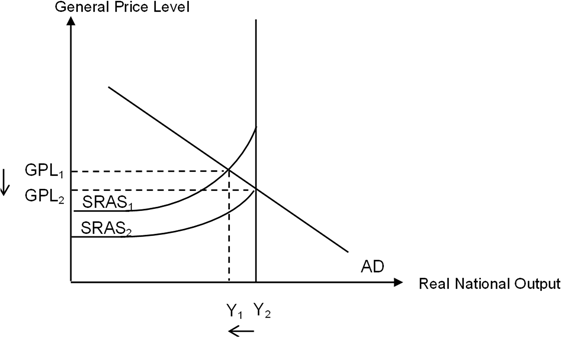 General Price Level
GPL1
GPL2
SRAS1
SRAS2
AD
Real National Output
Y1 Y2